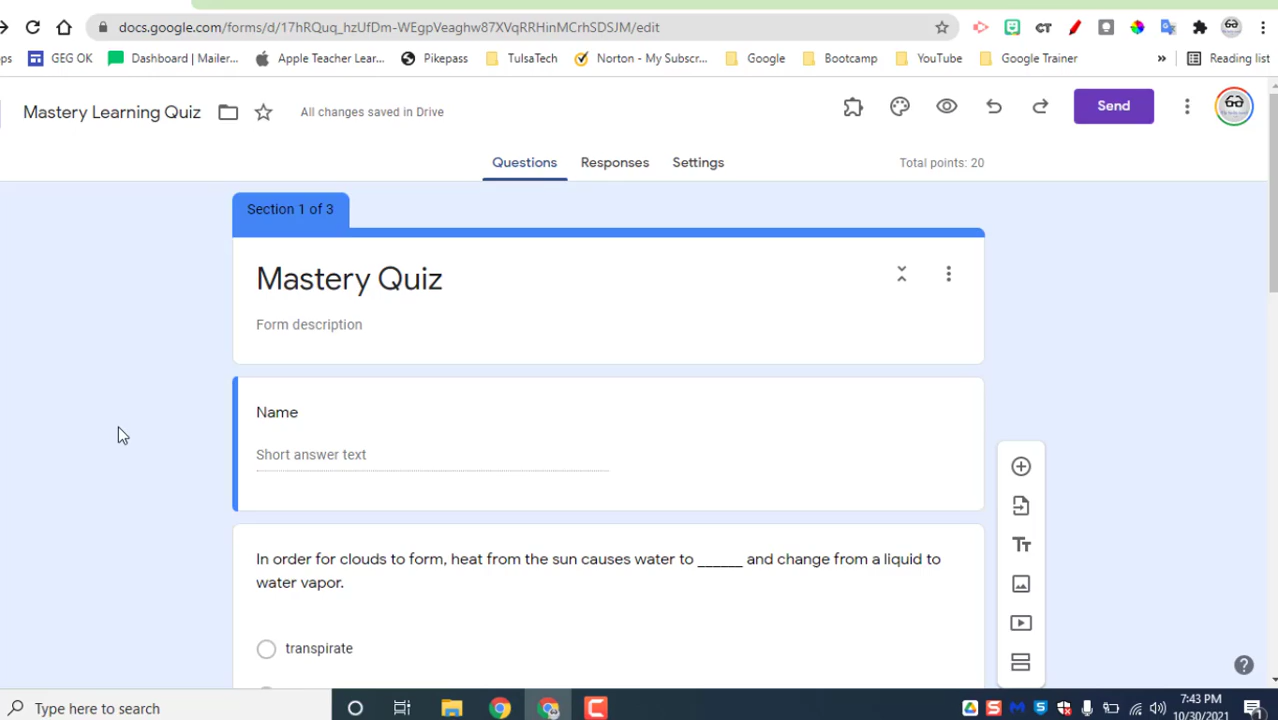 docs.google.com/forms/d/17hRQuq_hzUfDm-WEgpVeaghw87XVqRRHinMCrhSDSJM/edit
CT
ps
GEG OK
Dashboard | Mailer...
Apple Teacher Lear...
Pikepass
TulsaTech
Norton - My Subscr...
Google
Bootcamp
YouTube
Google Trainer
»
Reading list
Mastery Learning Quiz
All changes saved in Drive
Send
Questions
Responses
Settings
Total points: 20
Section 1 of 3
Mastery Quiz
Form description
Name
Short answer text
In order for clouds to form, heat from the sun causes water to ______ and change from a liquid to
water vapor.
transpirate
Tт
Type here to search
7:43 PM
10/30/2021
1